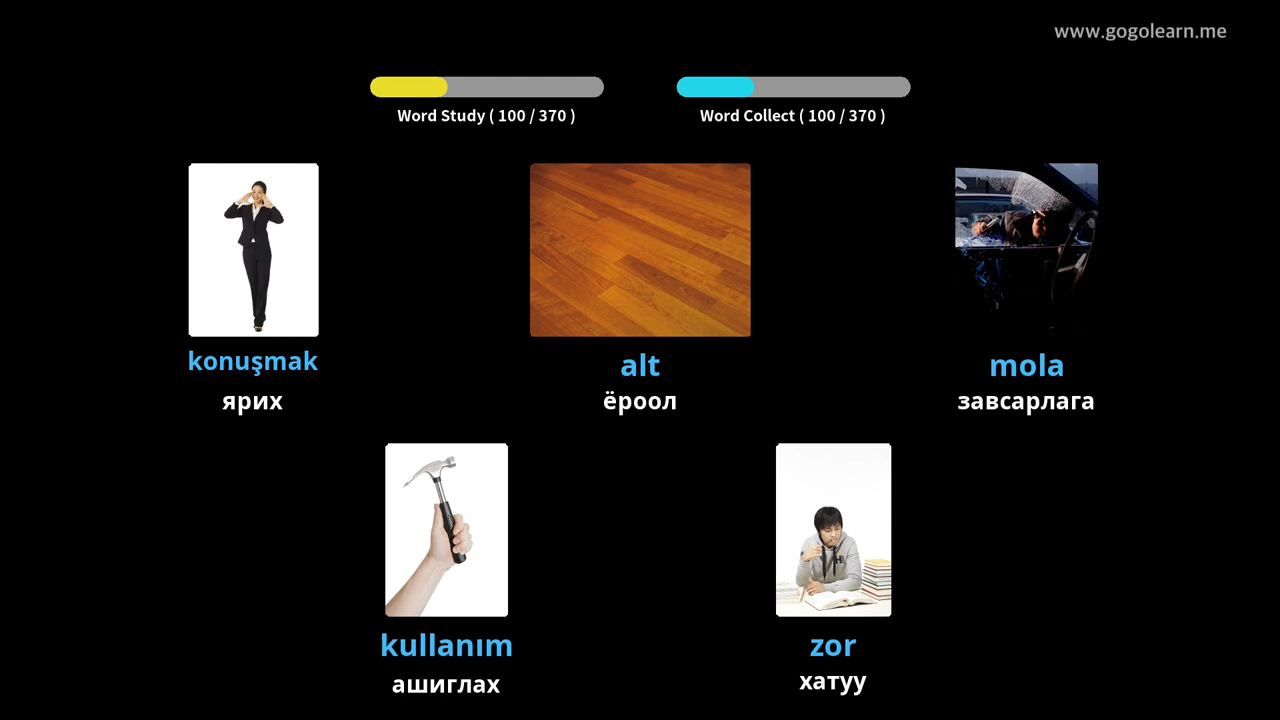 www.gogolearn.me
Word Study ( 100 / 370 )
Word Collect ( 100 / 370 )
konuşmak
ярих
alt
ёроол
mola
завсарлага
kullanım
ашиглах
zor
хатуу